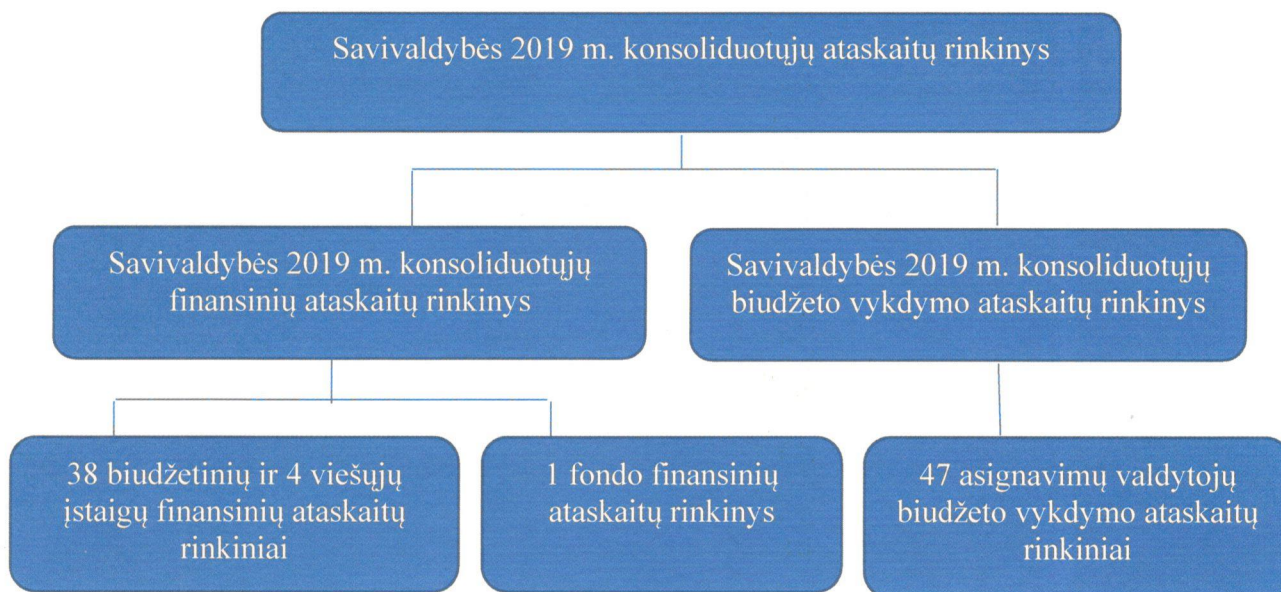 Savivaldybės 2019 m. konsoliduotųjų ataskaitų rinkinys
Savivaldybės 2019 m. konsoliduotųjų
finansinių ataskaitų rinkinys
Savivaldybės 2019 m. konsoliduotųjų
biudžeto vykdymo ataskaitų rinkinys
38 biudžetinių ir 4 viešųjų
įstaigų finansinių ataskaitų
rinkiniai
1 fondo finansinių
ataskaitų rinkinys
47 asignavimų valdytojų
biudžeto vykdymo ataskaitų
rinkiniai